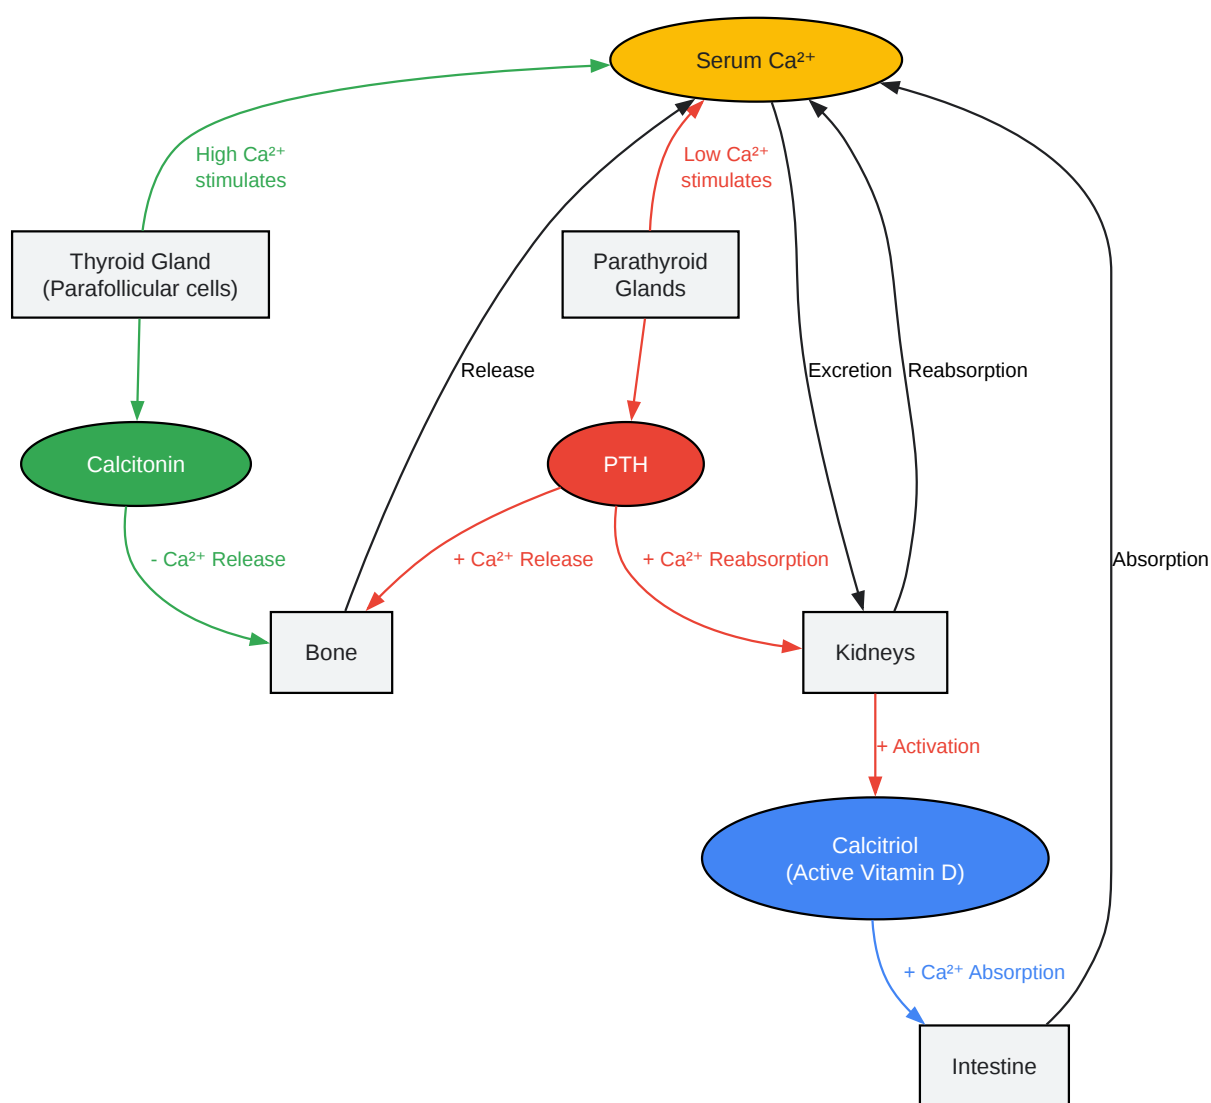 Serum Ca²⁺
High Ca²⁺
stimulates
Low Ca²⁺
stimulates
Thyroid Gland
(Parafollicular cells)
Parathyroid
Glands
Release
Excretion
Reabsorption
Calcitonin
PTH
- Ca²⁺ Release
+ Ca²⁺ Release
+ Ca²⁺ Reabsorption
Absorption
Bone
Kidneys
+ Activation
Calcitriol
(Active Vitamin D)
+ Ca²⁺ Absorption
Intestine